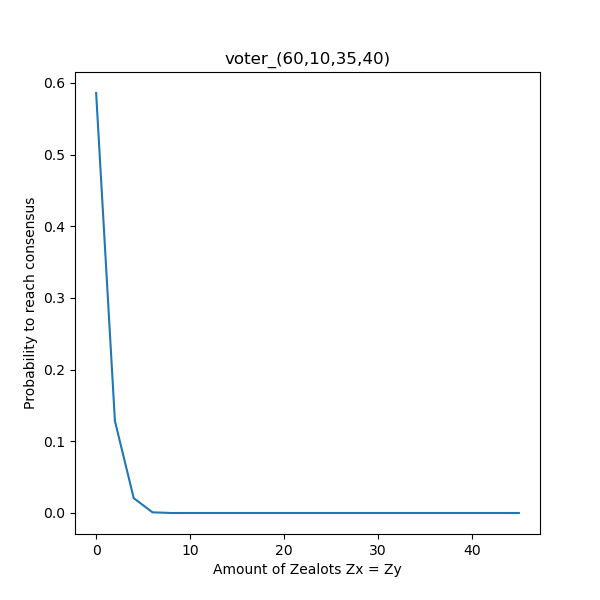 voter_(60,10,35,40)
0.6
0.5
0.4
0.3
0.2
0.1
0.0
Probability to reach consensus
0 10 20 30 40
Amount of Zealots Zx = Zy